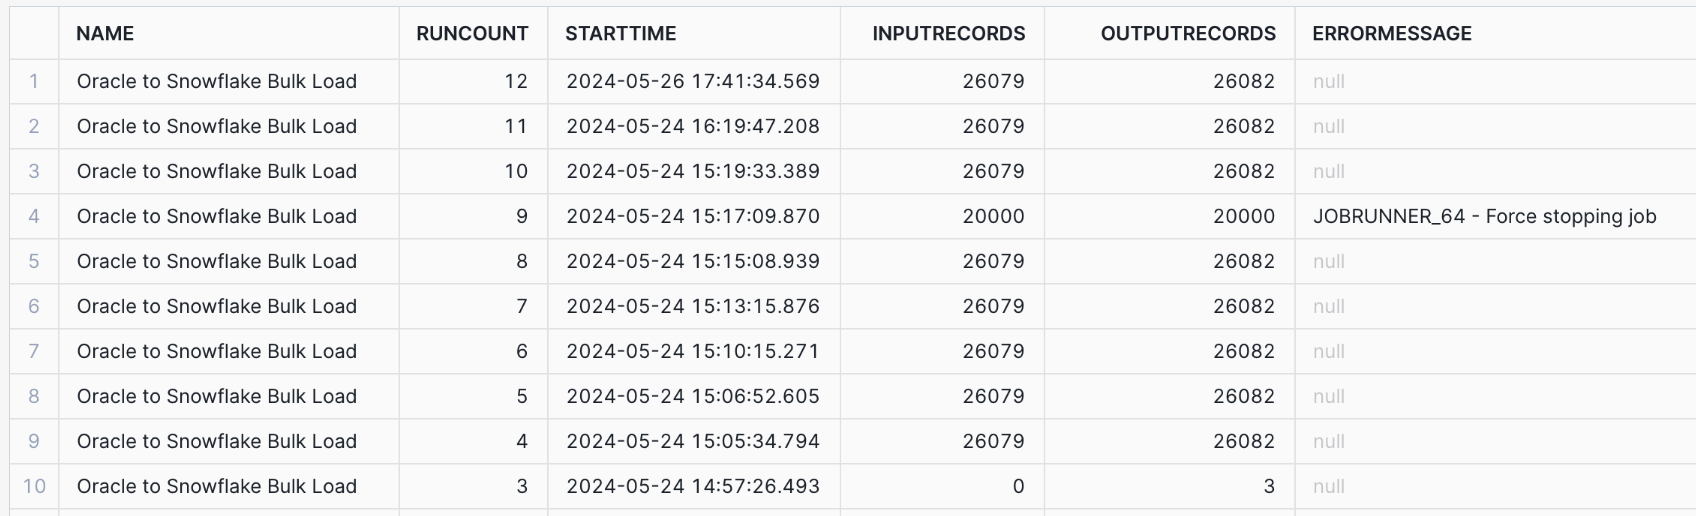 NAME RUNCOUNT STARTTIME INPUTRECORDS OUTPUTRECORDS ERRORMESSAGE
1 Oracle to Snowflake Bulk Load 12 2024-05-26 17:41:34.569 26079 26082 null
2 Oracle to Snowflake Bulk Load 11 2024-05-24 16:19:47.208 26079 26082 null
3 Oracle to Snowflake Bulk Load 10 2024-05-24 15:19:33.389 26079 26082 null
4 Oracle to Snowflake Bulk Load 9 2024-05-24 15:17:09.870 20000 20000 JOBRUNNER_64 - Force stopping job
5 Oracle to Snowflake Bulk Load 8 2024-05-24 15:15:08.939 26079 26082 null
6 Oracle to Snowflake Bulk Load 7 2024-05-24 15:13:15.876 26079 26082 null
7 Oracle to Snowflake Bulk Load 6 2024-05-24 15:10:15.271 26079 26082 null
8 Oracle to Snowflake Bulk Load 5 2024-05-24 15:06:52.605 26079 26082 null
9 Oracle to Snowflake Bulk Load 4 2024-05-24 15:05:34.794 26079 26082 null
10 Oracle to Snowflake Bulk Load 3 2024-05-24 14:57:26.493 0 3 null